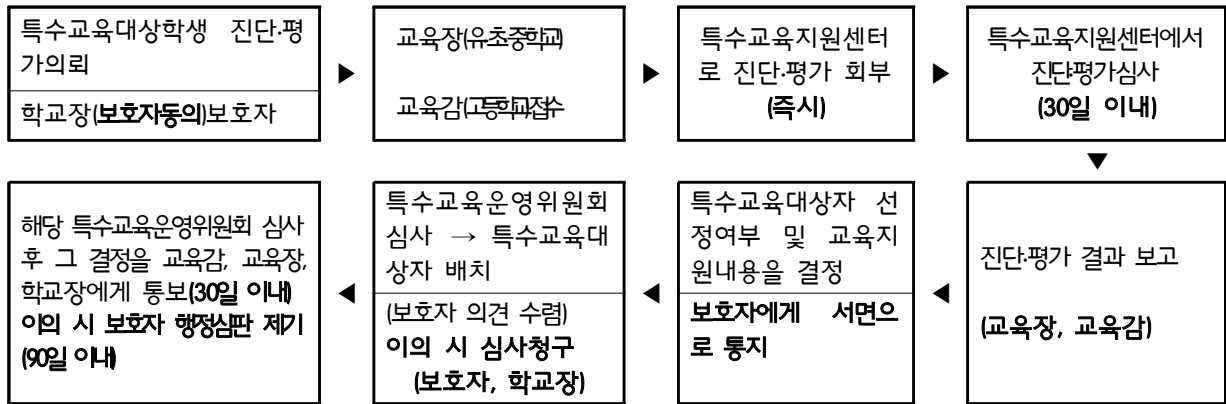 특수교육대상학생 진단·평
가의뢰
학교장(보호자동의)보호자
▶
교육장(유초중학교)
교육감(고등학교)접수
▶
특수교육지원센터
로 진단·평가 회부
(즉시)
▶
특수교육지원센터에서
진단·평가심사
(30일 이내)
▼
진단·평가 결과 보고
(교육장, 교육감)
◀
특수교육대상자 선
정여부 및 교육지
원내용을 결정
보호자에게 서면으
로 통지
◀
특수교육운영위원회
심사 → 특수교육대
상자 배치
(보호자 의견 수렴)
이의 시 심사청구
(보호자, 학교장)
◀
해당 특수교육운영위원회 심사
후 그 결정을 교육감, 교육장,
학교장에게 통보(30일 이내)
이의 시 보호자 행정심판 제기
(90일 이내)